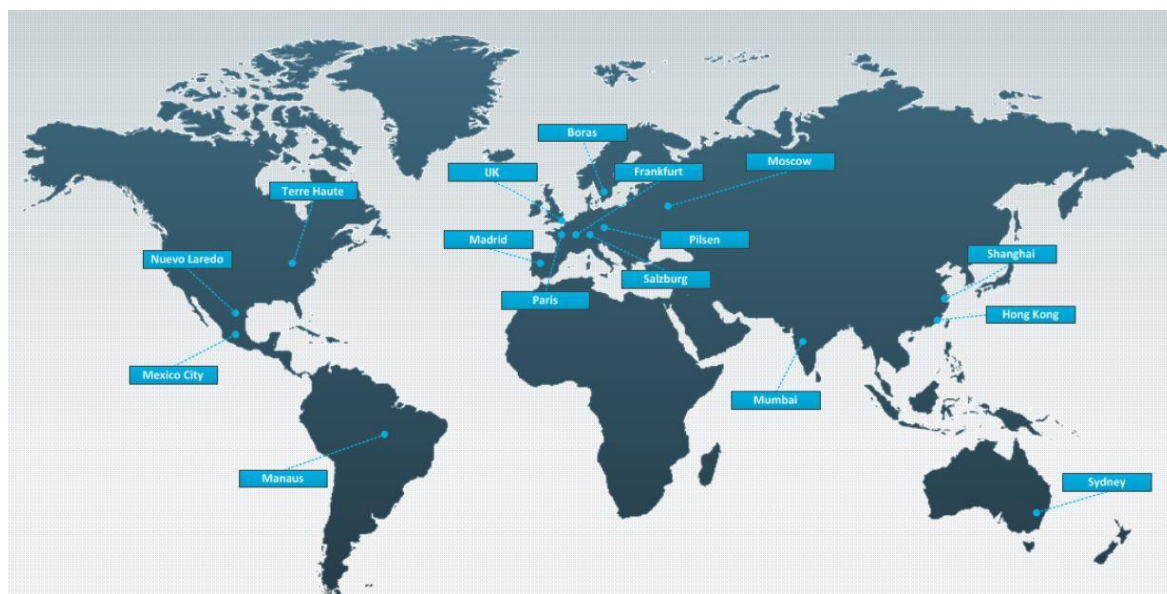 Boras
Moscow
UK
Frankfurt
Terre Haute
Madrid
Pilsen
Nuevo Laredo
Shanghai
Salzburg
Paris
Hong Kong
Mexico City
Mumbai
Manaus
Sydney